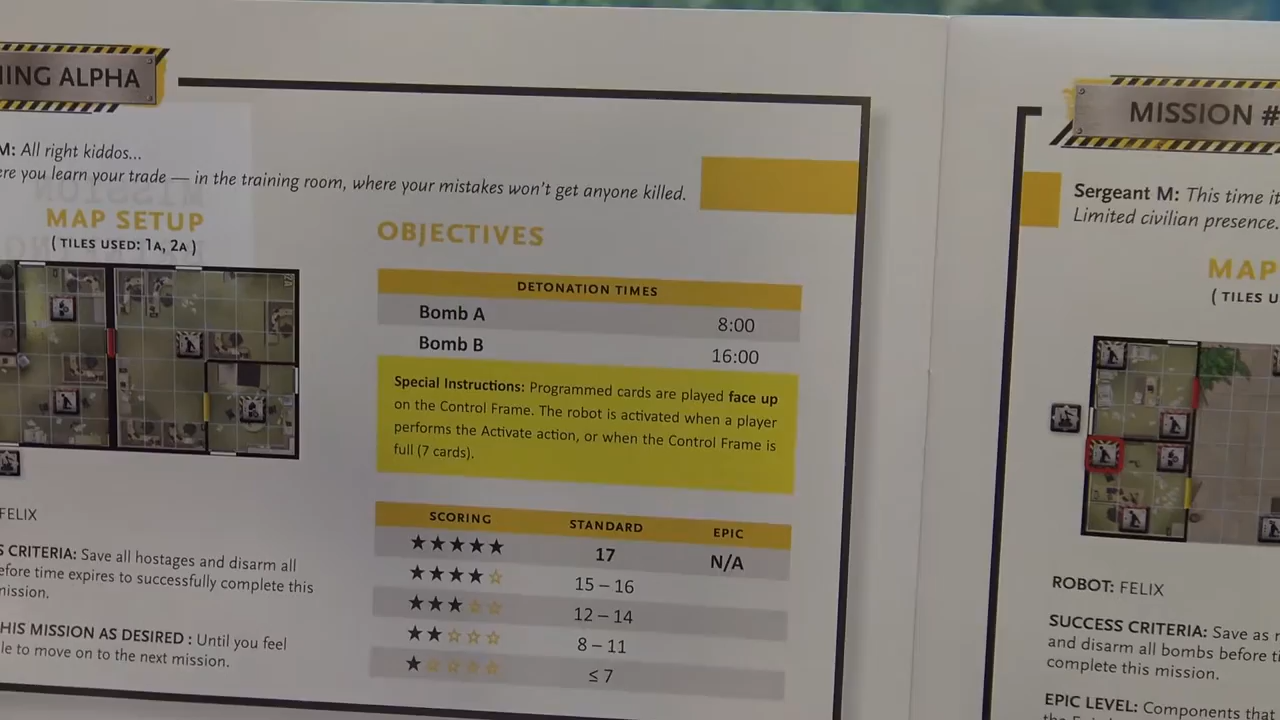 NING ALPHA
M: All right kiddos...
ere you learn your trade — in the training room, where your mistakes won't get anyone killed.
MAP SETUP
( TILES USED: 1A, 2A )
FELIX
S CRITERIA: Save all hostages and disarm all
efore time expires to successfully complete this
mission.
HIS MISSION AS DESIRED : Until you feel
le to move on to the next mission.
OBJECTIVES
DETONATION TIMES
Bomb A 8:00
Bomb B 16:00
Special Instructions: Programmed cards are played face up
on the Control Frame. The robot is activated when a player
performs the Activate action, or when the Control Frame is
full (7 cards).
SCORING STANDARD EPIC
★★★★★ 17 N/A
★★★★☆ 15 – 16
★★★☆☆ 12 – 14
★★☆☆☆ 8 – 11
★☆☆☆☆ ≤ 7
MISSION #
Sergeant M: This time it
Limited civilian presence.
MAP
( TILES U
ROBOT: FELIX
SUCCESS CRITERIA: Save as m
and disarm all bombs before ti
complete this mission.
EPIC LEVEL: Components that